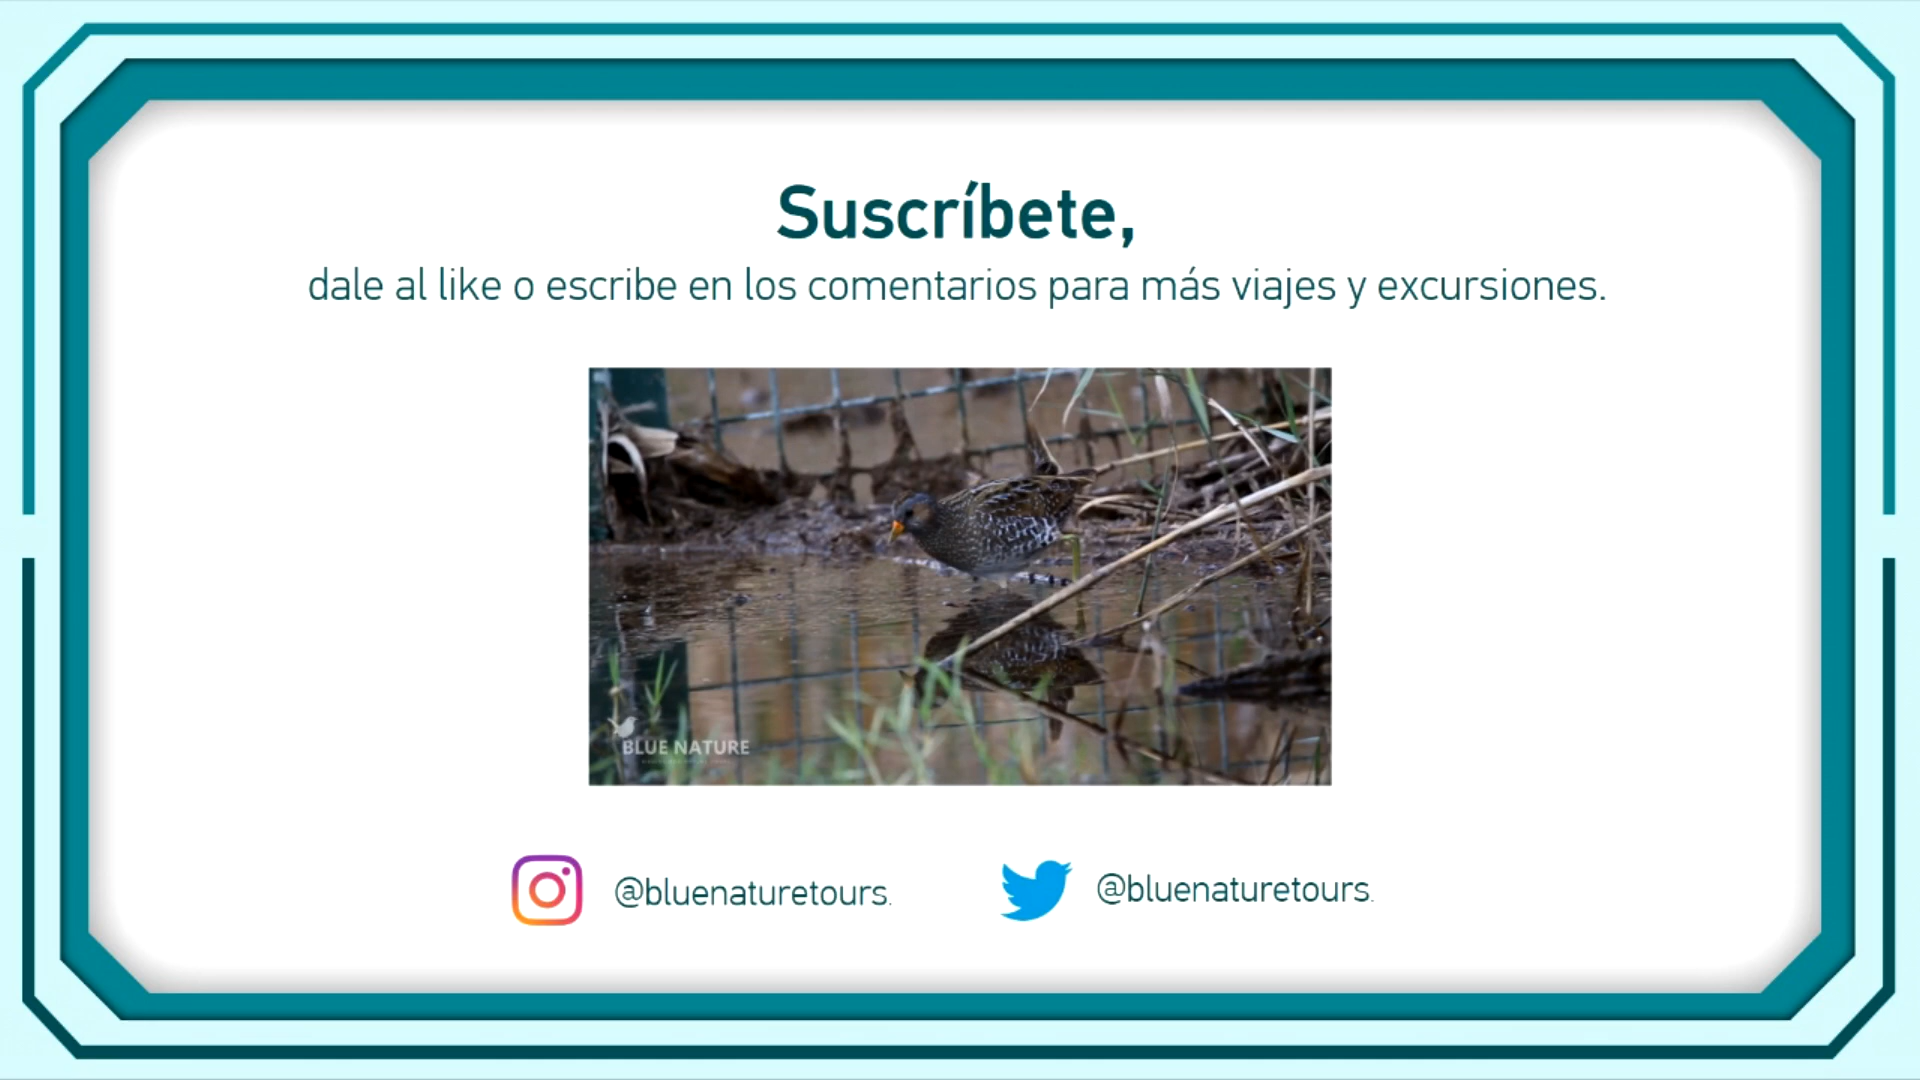 Suscríbete,
dale al like o escribe en los comentarios para más viajes y excursiones.
BLUE NATURE
@bluenaturetours.
@bluenaturetours.